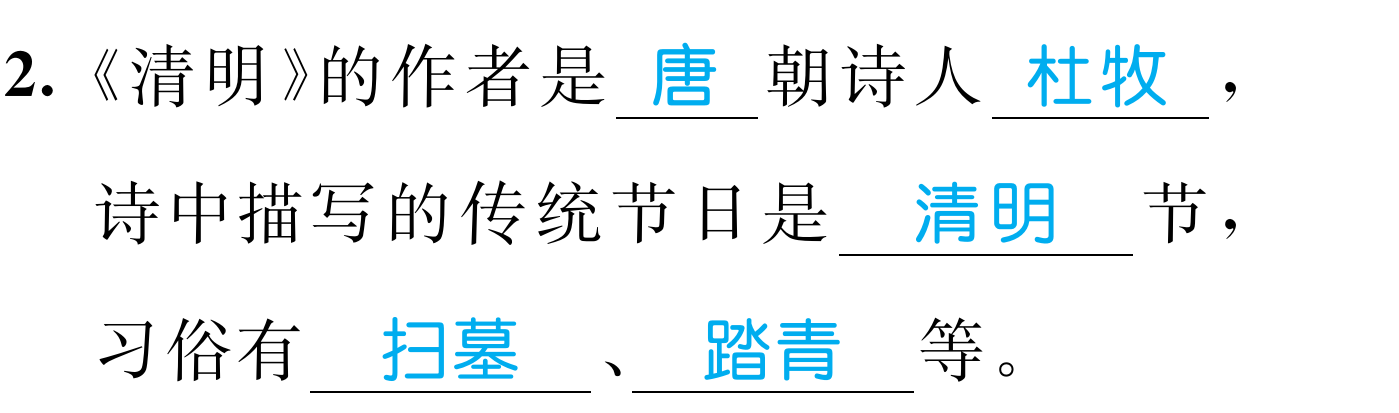 2.《清明》的作者是 唐 朝诗人 杜牧 ，
诗中描写的传统节日是 清明 节，
习俗有 扫墓 、 踏青 等。